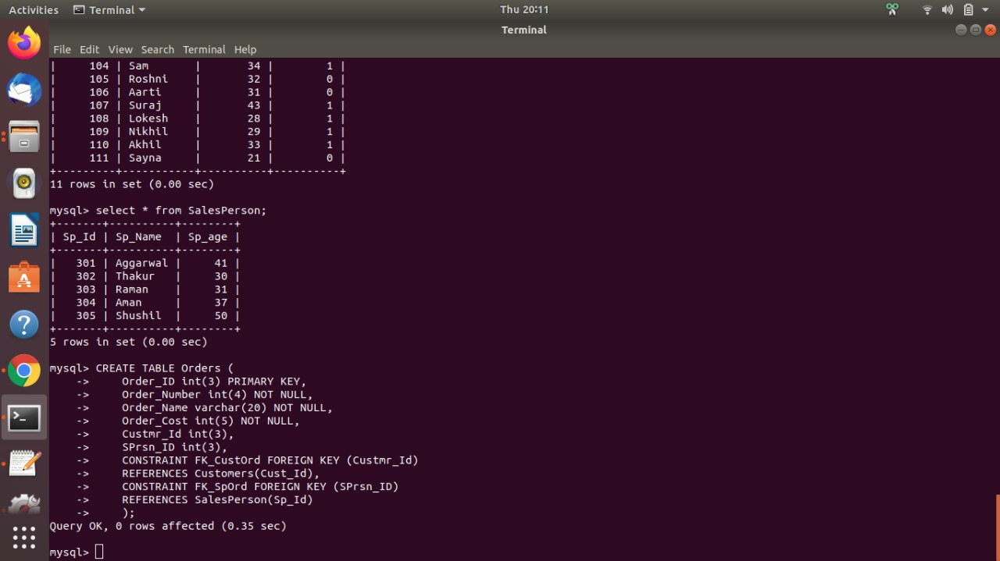 Activities Terminal Thu 20:11
Terminal
File Edit View Search Terminal Help
|     104 | Sam       |       34 |        1 |
|     105 | Roshni    |       32 |        0 |
|     106 | Aarti     |       31 |        0 |
|     107 | Suraj     |       43 |        1 |
|     108 | Lokesh    |       28 |        1 |
|     109 | Nikhil    |       29 |        1 |
|     110 | Akhil     |       33 |        1 |
|     111 | Sayna     |       21 |        0 |
+---------+-----------+----------+----------+
11 rows in set (0.00 sec)
mysql> select * from SalesPerson;
+-------+----------+--------+
| Sp_Id | Sp_Name  | Sp_age |
+-------+----------+--------+
|   301 | Aggarwal |     41 |
|   302 | Thakur   |     30 |
|   303 | Raman    |     31 |
|   304 | Aman     |     37 |
|   305 | Shushil  |     50 |
+-------+----------+--------+
5 rows in set (0.00 sec)
mysql> CREATE TABLE Orders (
    ->     Order_ID int(3) PRIMARY KEY,
    ->     Order_Number int(4) NOT NULL,
    ->     Order_Name varchar(20) NOT NULL,
    ->     Order_Cost int(5) NOT NULL,
    ->     Custmr_Id int(3),
    ->     SPrsn_ID int(3),
    ->     CONSTRAINT FK_CustOrd FOREIGN KEY (Custmr_Id)
    ->     REFERENCES Customers(Cust_Id),
    ->     CONSTRAINT FK_SpOrd FOREIGN KEY (SPrsn_ID)
    ->     REFERENCES SalesPerson(Sp_Id)
    ->     );
Query OK, 0 rows affected (0.35 sec)
mysql>